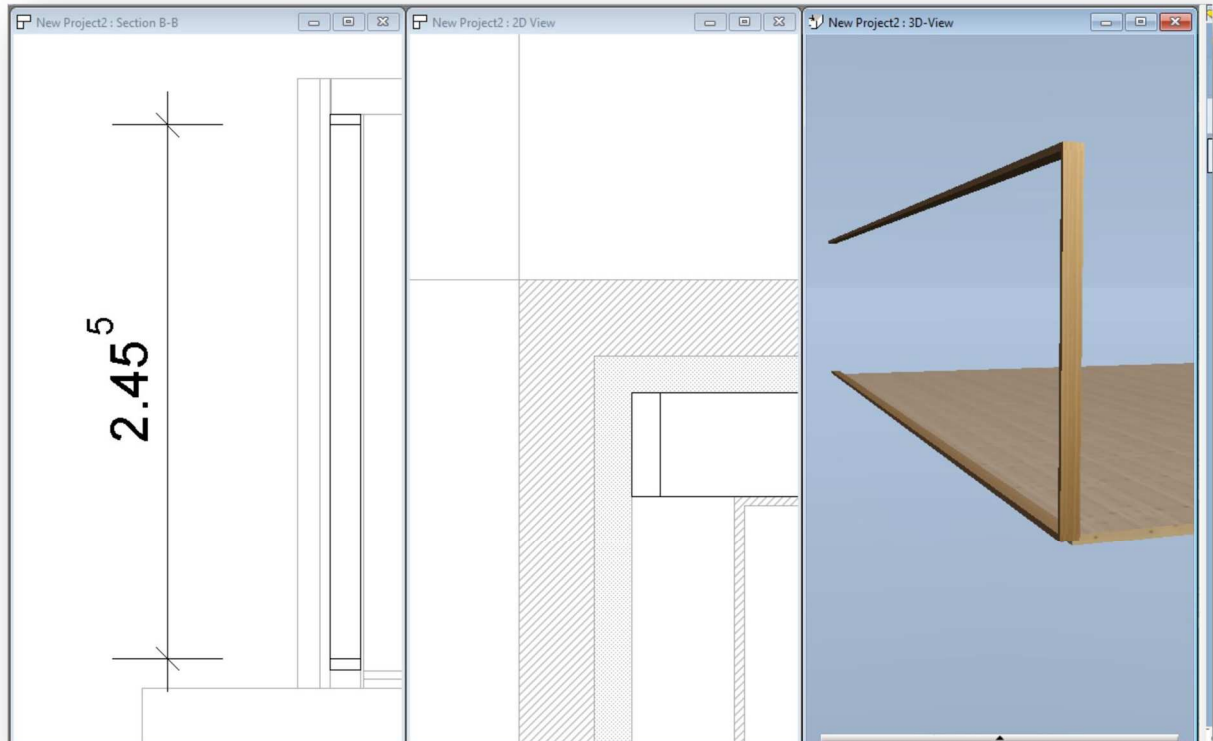 New Project2 : Section B-B
New Project2 : 2D View
New Project2 : 3D-View
2.45⁵